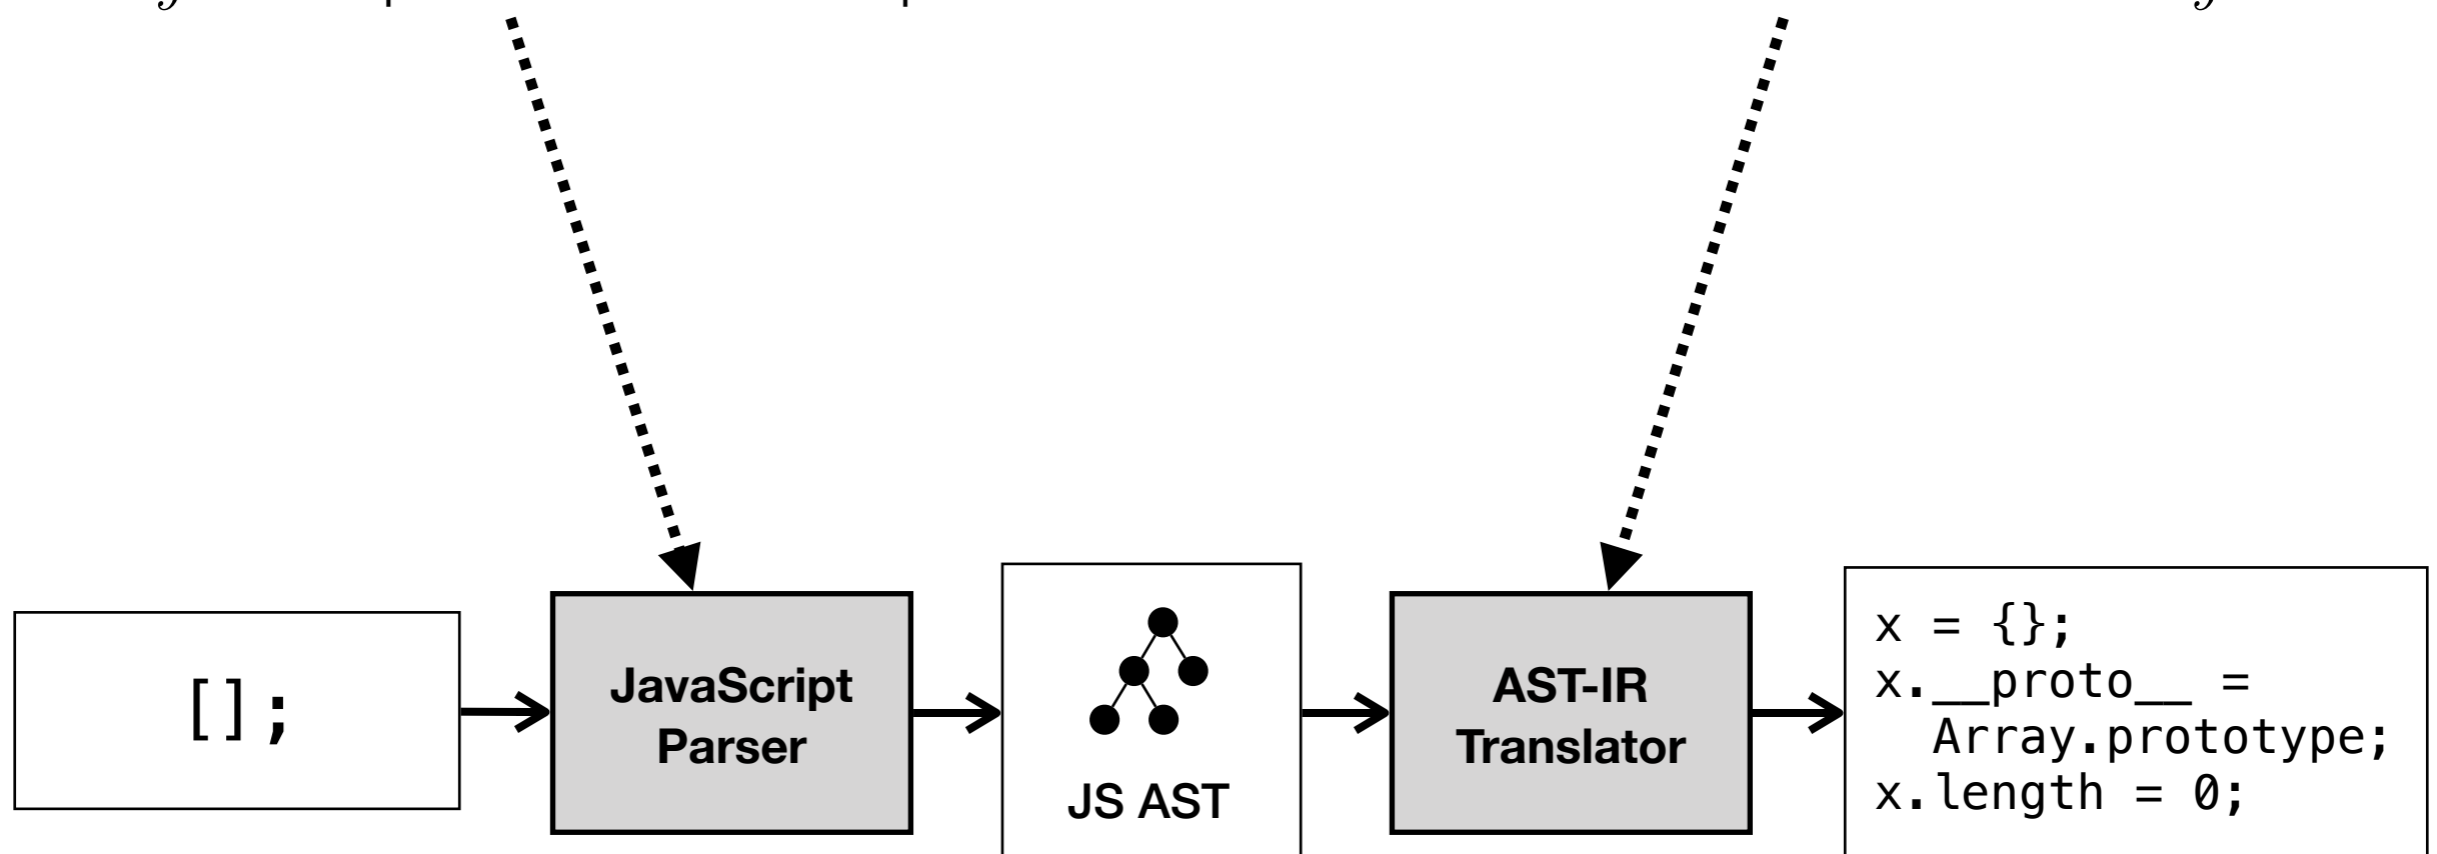 [];
JavaScript
Parser
JS AST
AST-IR
Translator
x = {};
x.__proto__ =
  Array.prototype;
x.length = 0;